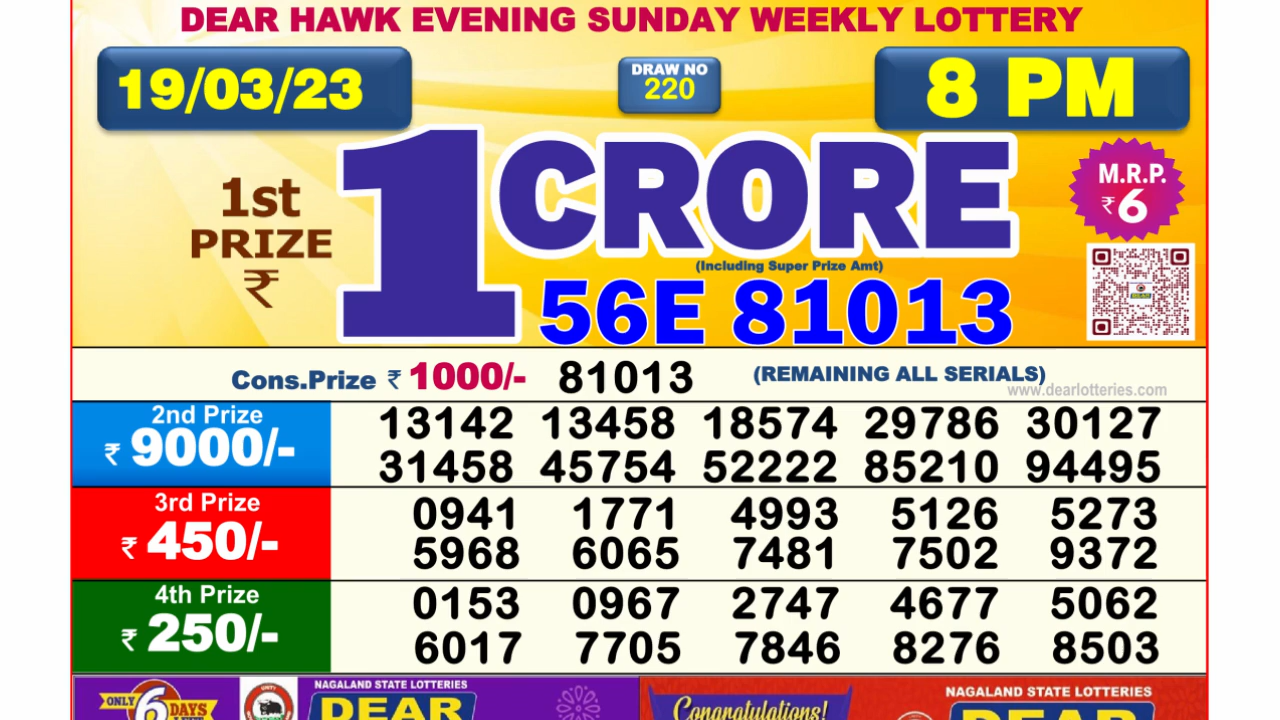 DEAR HAWK EVENING SUNDAY WEEKLY LOTTERY
19/03/23
DRAW NO
220
8 PM
1st
PRIZE
₹
1 CRORE
(Including Super Prize Amt)
56E 81013
M.R.P.
₹6
Cons.Prize ₹ 1000/- 81013 (REMAINING ALL SERIALS)
www.dearlotteries.com
2nd Prize
₹ 9000/-
13142 13458 18574 29786 30127
31458 45754 52222 85210 94495
3rd Prize
₹ 450/-
0941 1771 4993 5126 5273
5968 6065 7481 7502 9372
4th Prize
₹ 250/-
0153 0967 2747 4677 5062
6017 7705 7846 8276 8503
ONLY
6 DAYS
NAGALAND STATE LOTTERIES
DEAR
Congratulations!
NAGALAND STATE LOTTERIES
DEAR